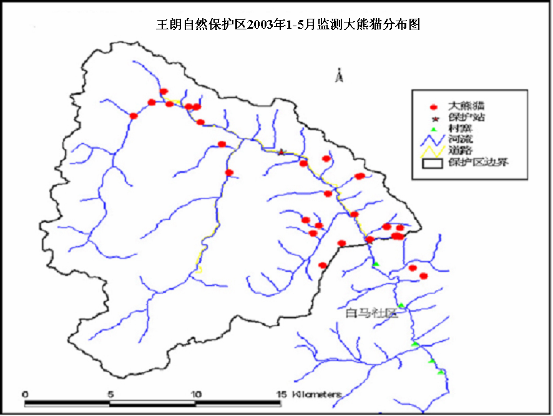 王朗自然保护区2003年1-5月监测大熊猫分布图
大熊猫
保护站
村寨
河流
道路
保护区边界
白马社区
0 5 10 15 Kilometers